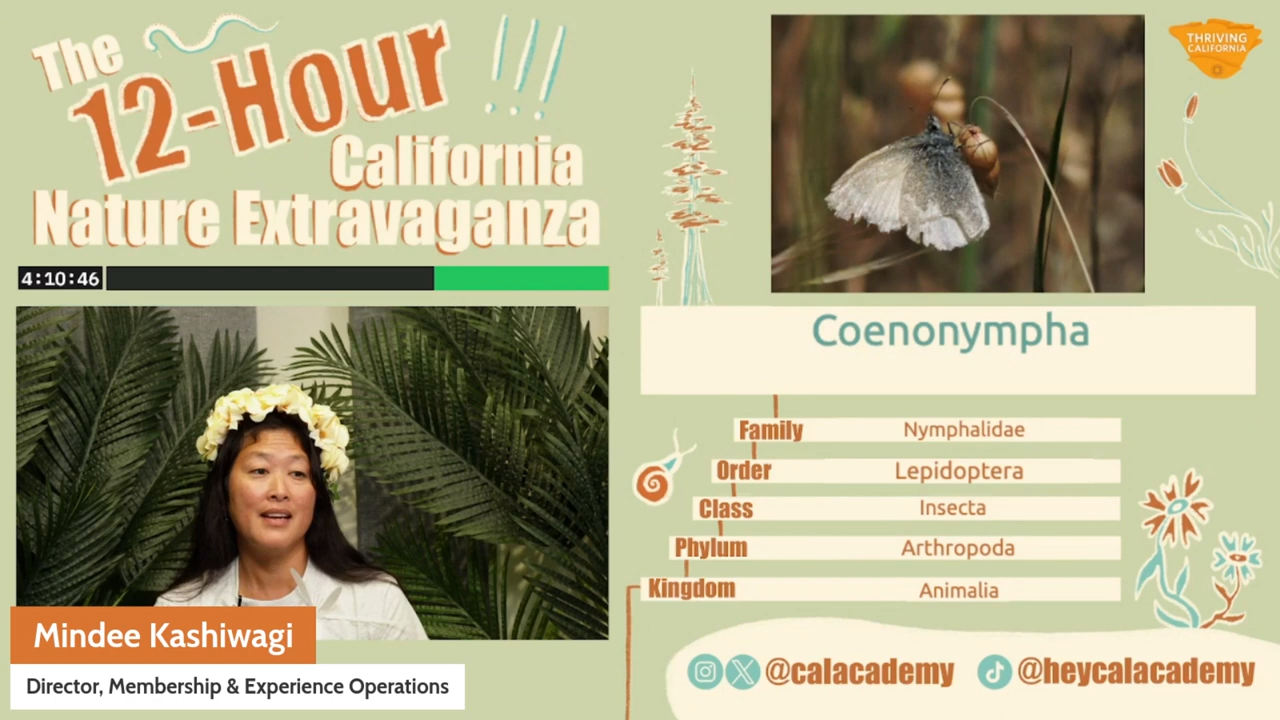 The
12-Hour
California
Nature Extravaganza
!!!
THRIVING
CALIFORNIA
4:10:46
Coenonympha
Family Nymphalidae
Order Lepidoptera
Class Insecta
Phylum Arthropoda
Kingdom Animalia
Mindee Kashiwagi
Director, Membership & Experience Operations
@calacademy @heycalacademy